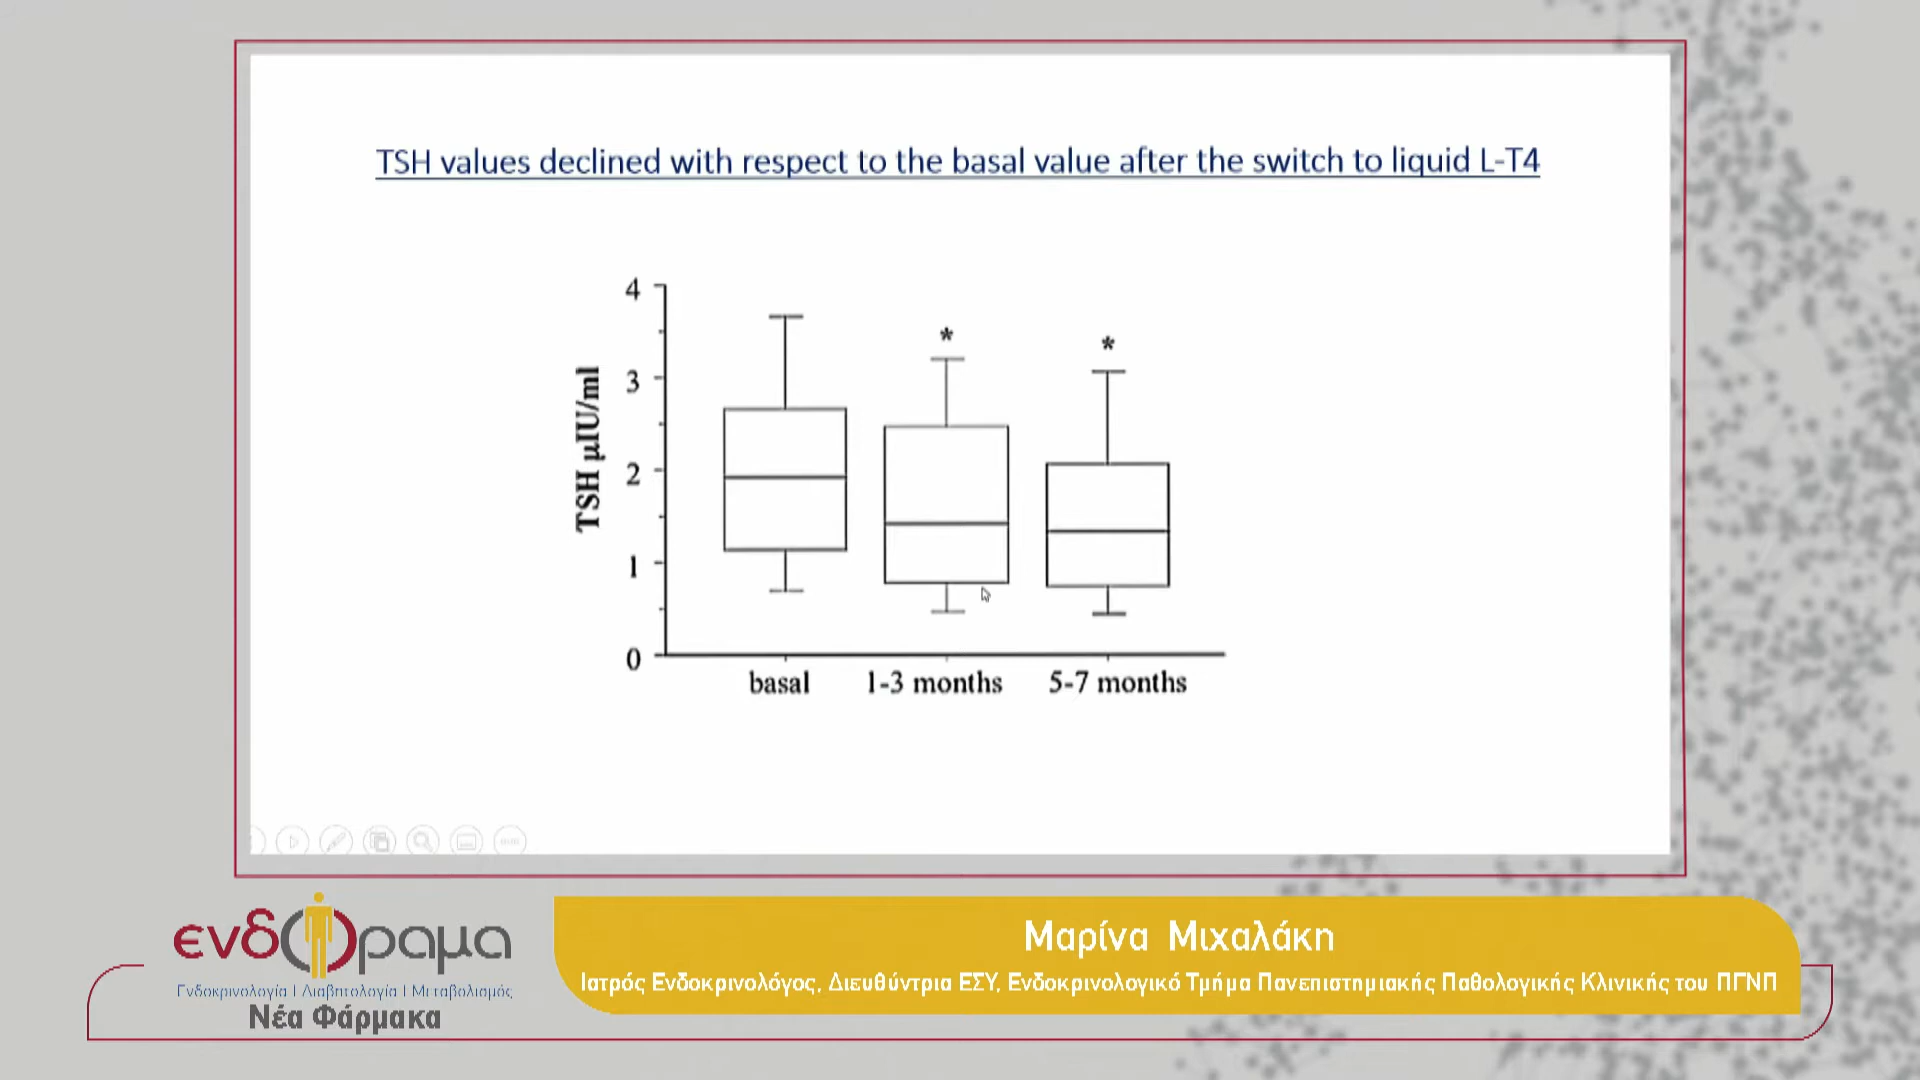 TSH values declined with respect to the basal value after the switch to liquid L-T4
4
3
2
1
0
TSH μIU/ml
*
*
basal
1-3 months
5-7 months
ενδόραμα
Ενδοκρινολογία | Διαβητολογία | Μεταβολισμός
Νέα Φάρμακα
Μαρίνα Μιχαλάκη
Ιατρός Ενδοκρινολόγος, Διευθύντρια ΕΣΥ, Ενδοκρινολογικό Τμήμα Πανεπιστημιακής Παθολογικής Κλινικής του ΠΓΝΠ